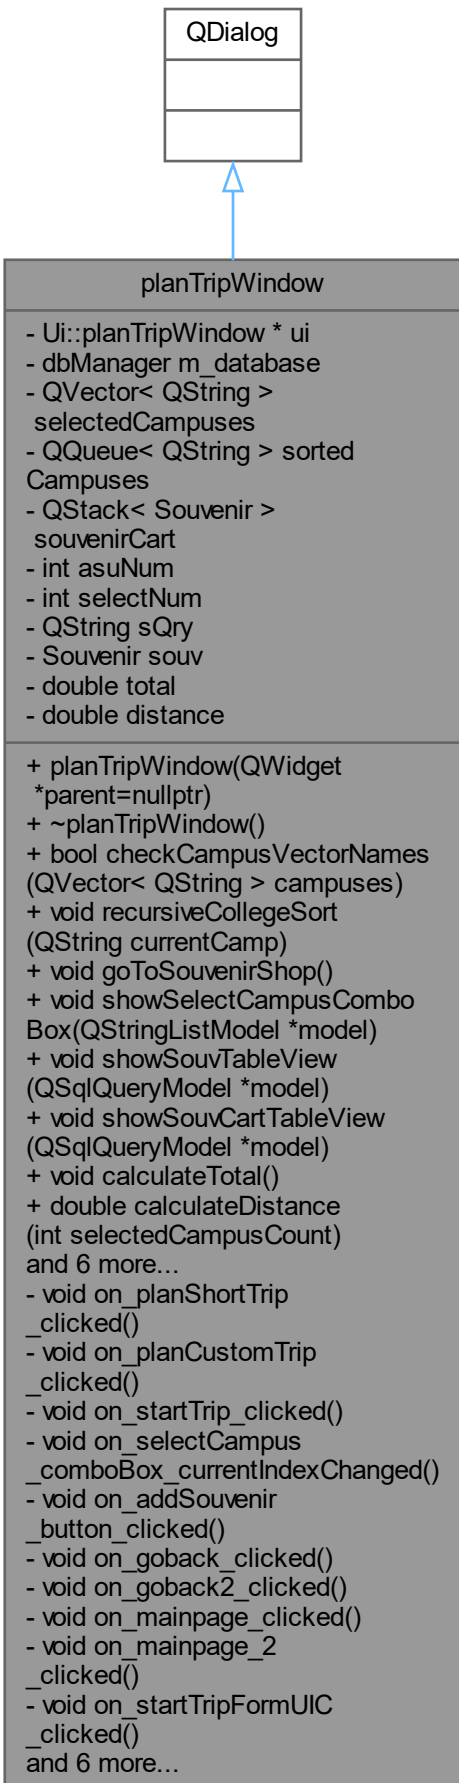 QDialog
planTripWindow
- Ui::planTripWindow * ui
- dbManager m_database
- QVector< QString >
selectedCampuses
- QQueue< QString > sorted
Campuses
- QStack< Souvenir >
souvenirCart
- int asuNum
- int selectNum
- QString sQry
- Souvenir souv
- double total
- double distance
+ planTripWindow(QWidget
*parent=nullptr)
+ ~planTripWindow()
+ bool checkCampusVectorNames
(QVector< QString > campuses)
+ void recursiveCollegeSort
(QString currentCamp)
+ void goToSouvenirShop()
+ void showSelectCampusCombo
Box(QStringListModel *model)
+ void showSouvTableView
(QSqlQueryModel *model)
+ void showSouvCartTableView
(QSqlQueryModel *model)
+ void calculateTotal()
+ double calculateDistance
(int selectedCampusCount)
and 6 more...
- void on_planShortTrip
_clicked()
- void on_planCustomTrip
_clicked()
- void on_startTrip_clicked()
- void on_selectCampus
_comboBox_currentIndexChanged()
- void on_addSouvenir
_button_clicked()
- void on_goback_clicked()
- void on_goback2_clicked()
- void on_mainpage_clicked()
- void on_mainpage_2
_clicked()
- void on_startTripFormUIC
_clicked()
and 6 more...